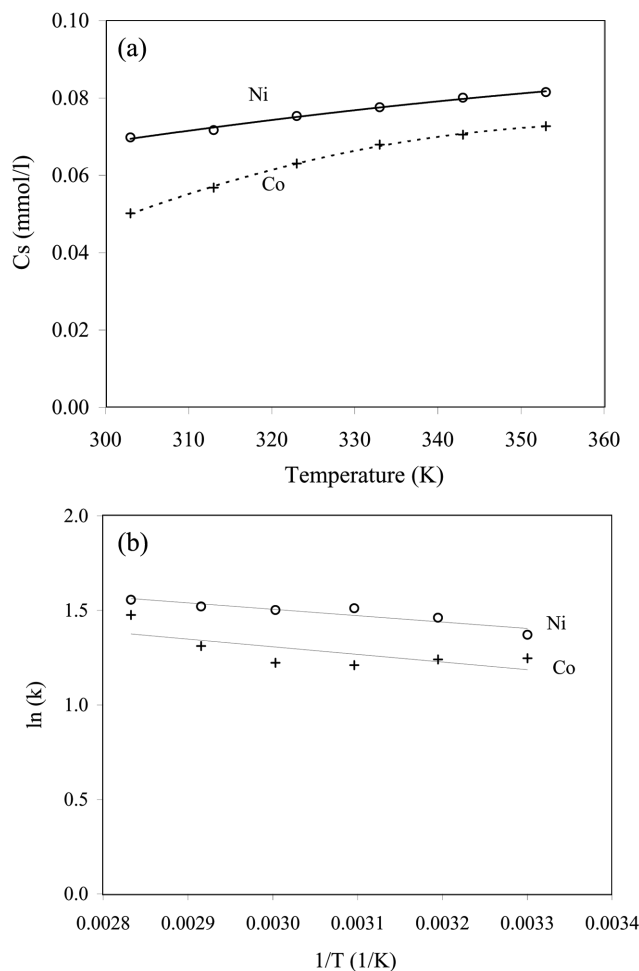 0.10
(a)
Ni
0.08
0.06
Co
Cs (mmol/l)
0.04
0.02
0.00
300 310 320 330 340 350 360
Temperature (K)
2.0
(b)
1.5
Ni
Co
ln (k)
1.0
0.5
0.0
0.0028 0.0029 0.0030 0.0031 0.0032 0.0033 0.0034
1/T (1/K)